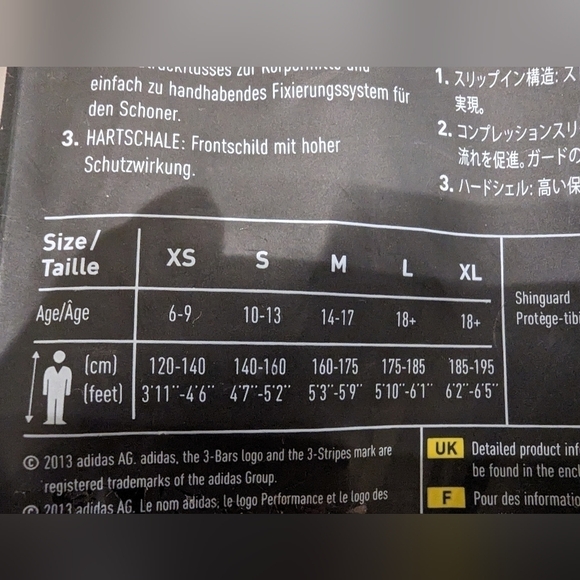 einfach zu handhabendes Fixierungssystem für
den Schoner.
3. HARTSCHALE: Frontschild mit hoher
Schutzwirkung.
1. スリップイン構造: ス
実現。
2. コンプレッションスリ
流れを促進。ガードの
3. ハードシェル: 高い保
Size/ Taille XS S M L XL
Age/Âge 6-9 10-13 14-17 18+ 18+
(cm) 120-140 140-160 160-175 175-185 185-195
(feet) 3'11''-4'6'' 4'7''-5'2'' 5'3''-5'9'' 5'10''-6'1'' 6'2''-6'5''
Shinguard
Protège-tibi
© 2013 adidas AG. adidas, the 3-Bars logo and the 3-Stripes mark are
registered trademarks of the adidas Group.
© 2013 adidas AG. Le nom adidas, le logo Performance et le logo des
UK Detailed product inf
be found in the encl
F Pour des informatio